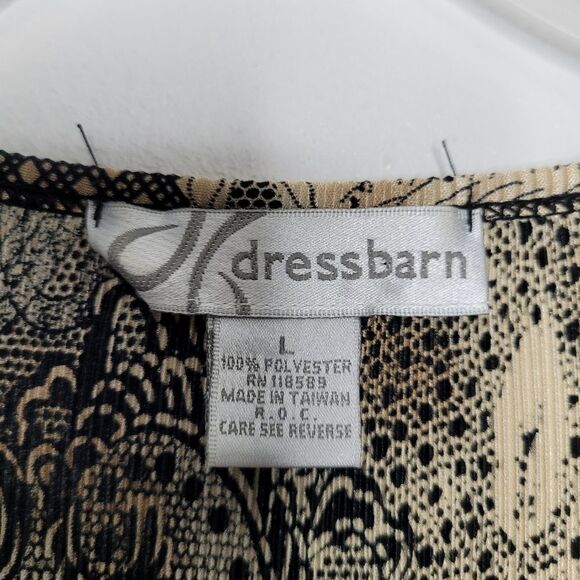 dressbarn
L
100% POLYESTER
RN 118589
MADE IN TAIWAN
R.O.C.
CARE SEE REVERSE